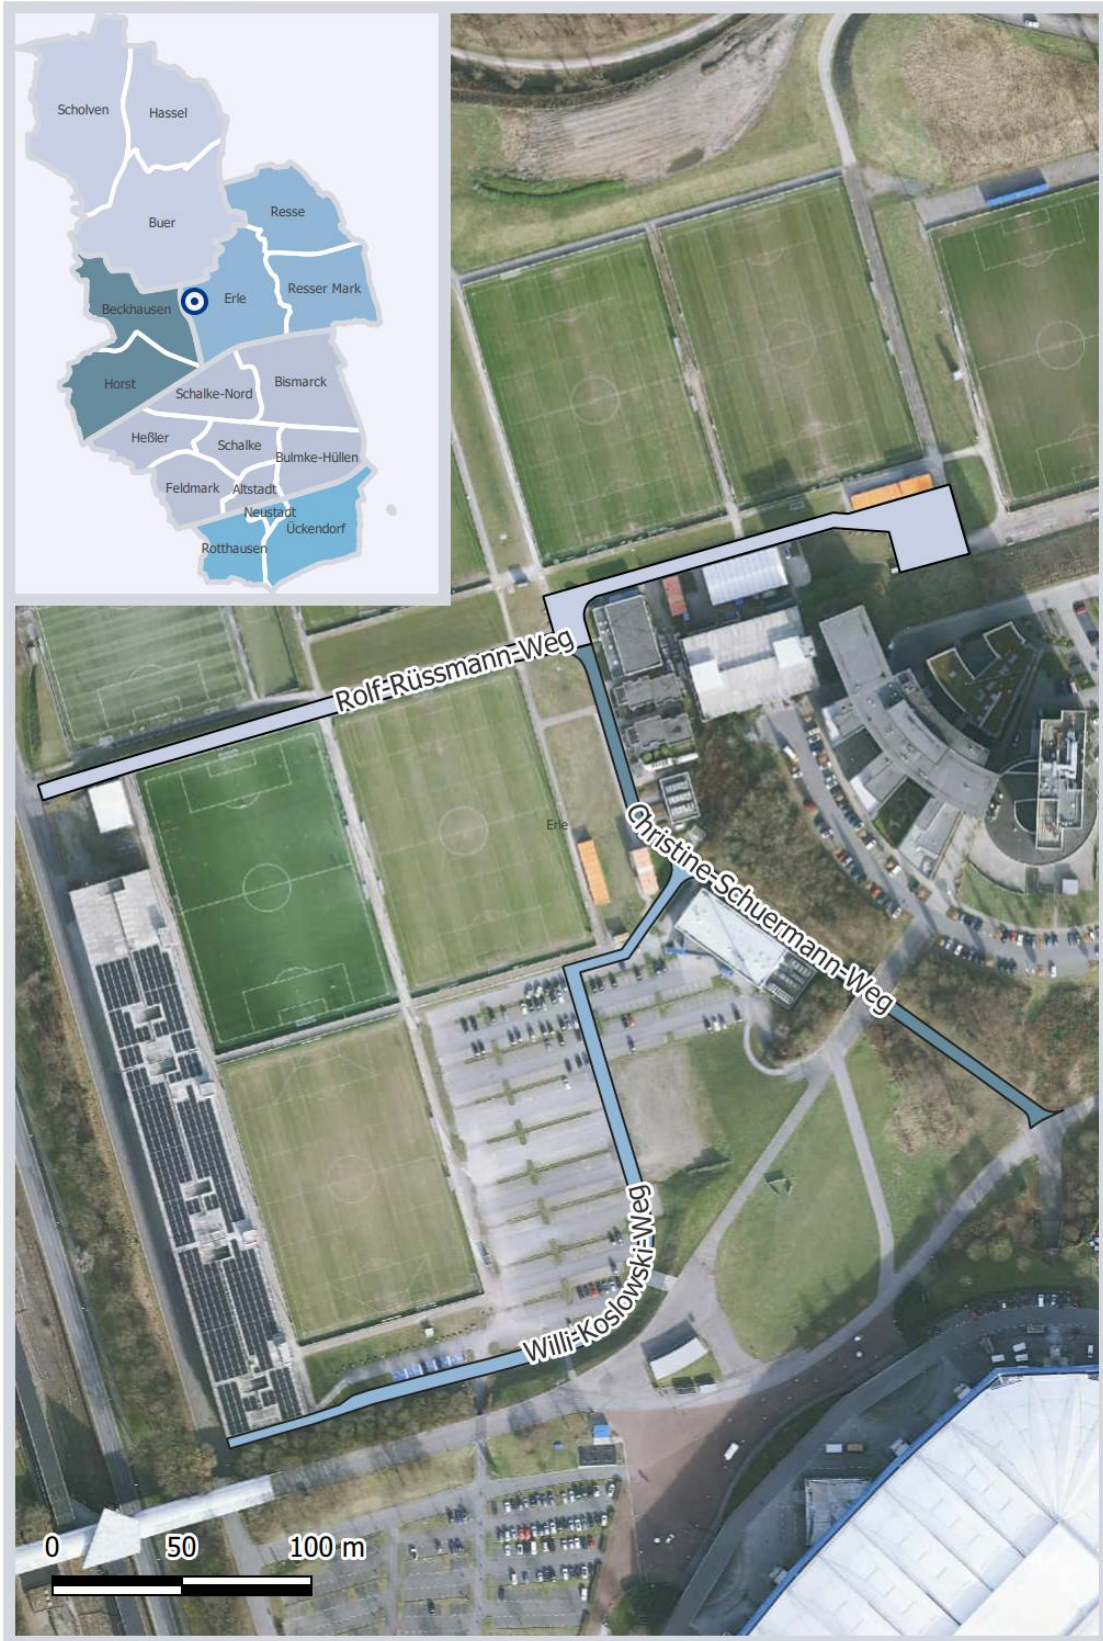 Scholven
Hassel
Buer
Resse
Beckhausen
Erle
Resser Mark
Horst
Schalke-Nord
Bismarck
Heßler
Schalke
Bulmke-Hüllen
Feldmark
Altstadt
Neustadt
Ückendorf
Rotthausen
Rolf-Rüssmann-Weg
Erle
Christine-Schuermann-Weg
Willi-Koslowski-Weg
0 50 100 m